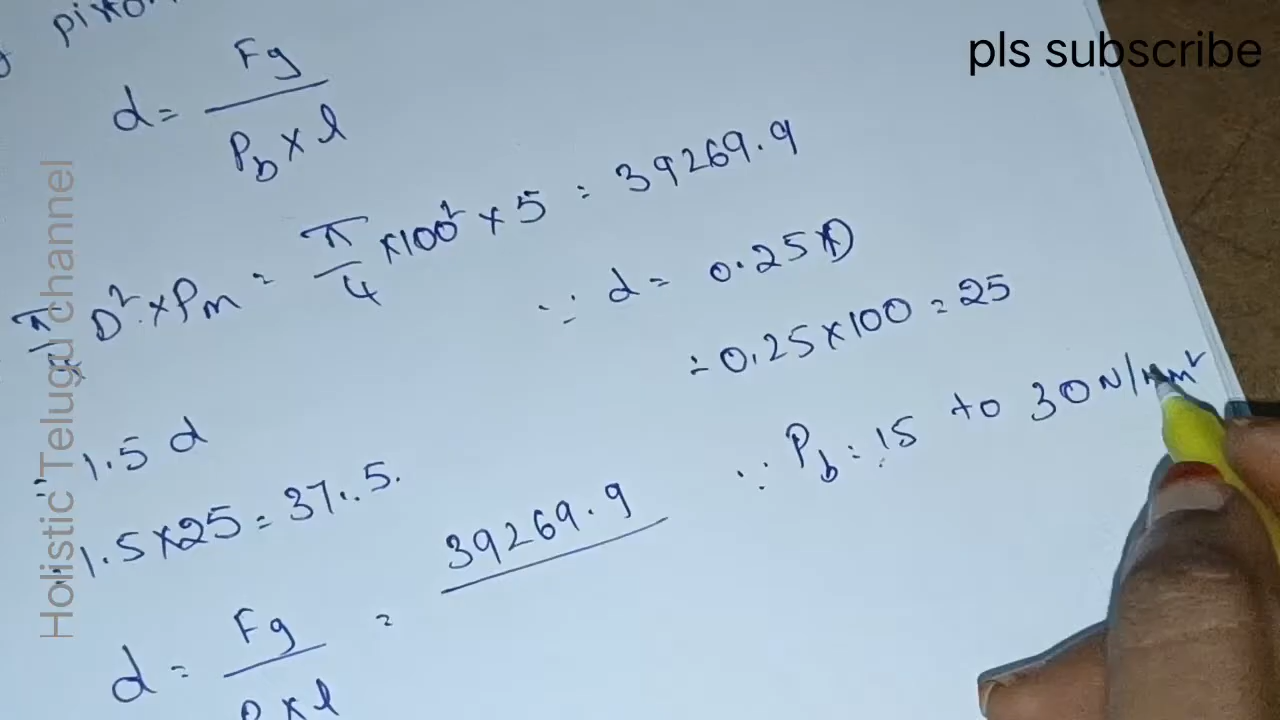 pls subscribe
Holistic Telugu channel
d = Fg
Pb × l
π/4 D² × Pm = π/4 × 100² × 5 = 39269.9
∵ d = 0.25 × D
= 0.25 × 100 = 25
∵ Pb = 15 to 30 N/mm²
1.5 d
1.5 × 25 = 37.5.
39269.9
d = Fg =
P × l